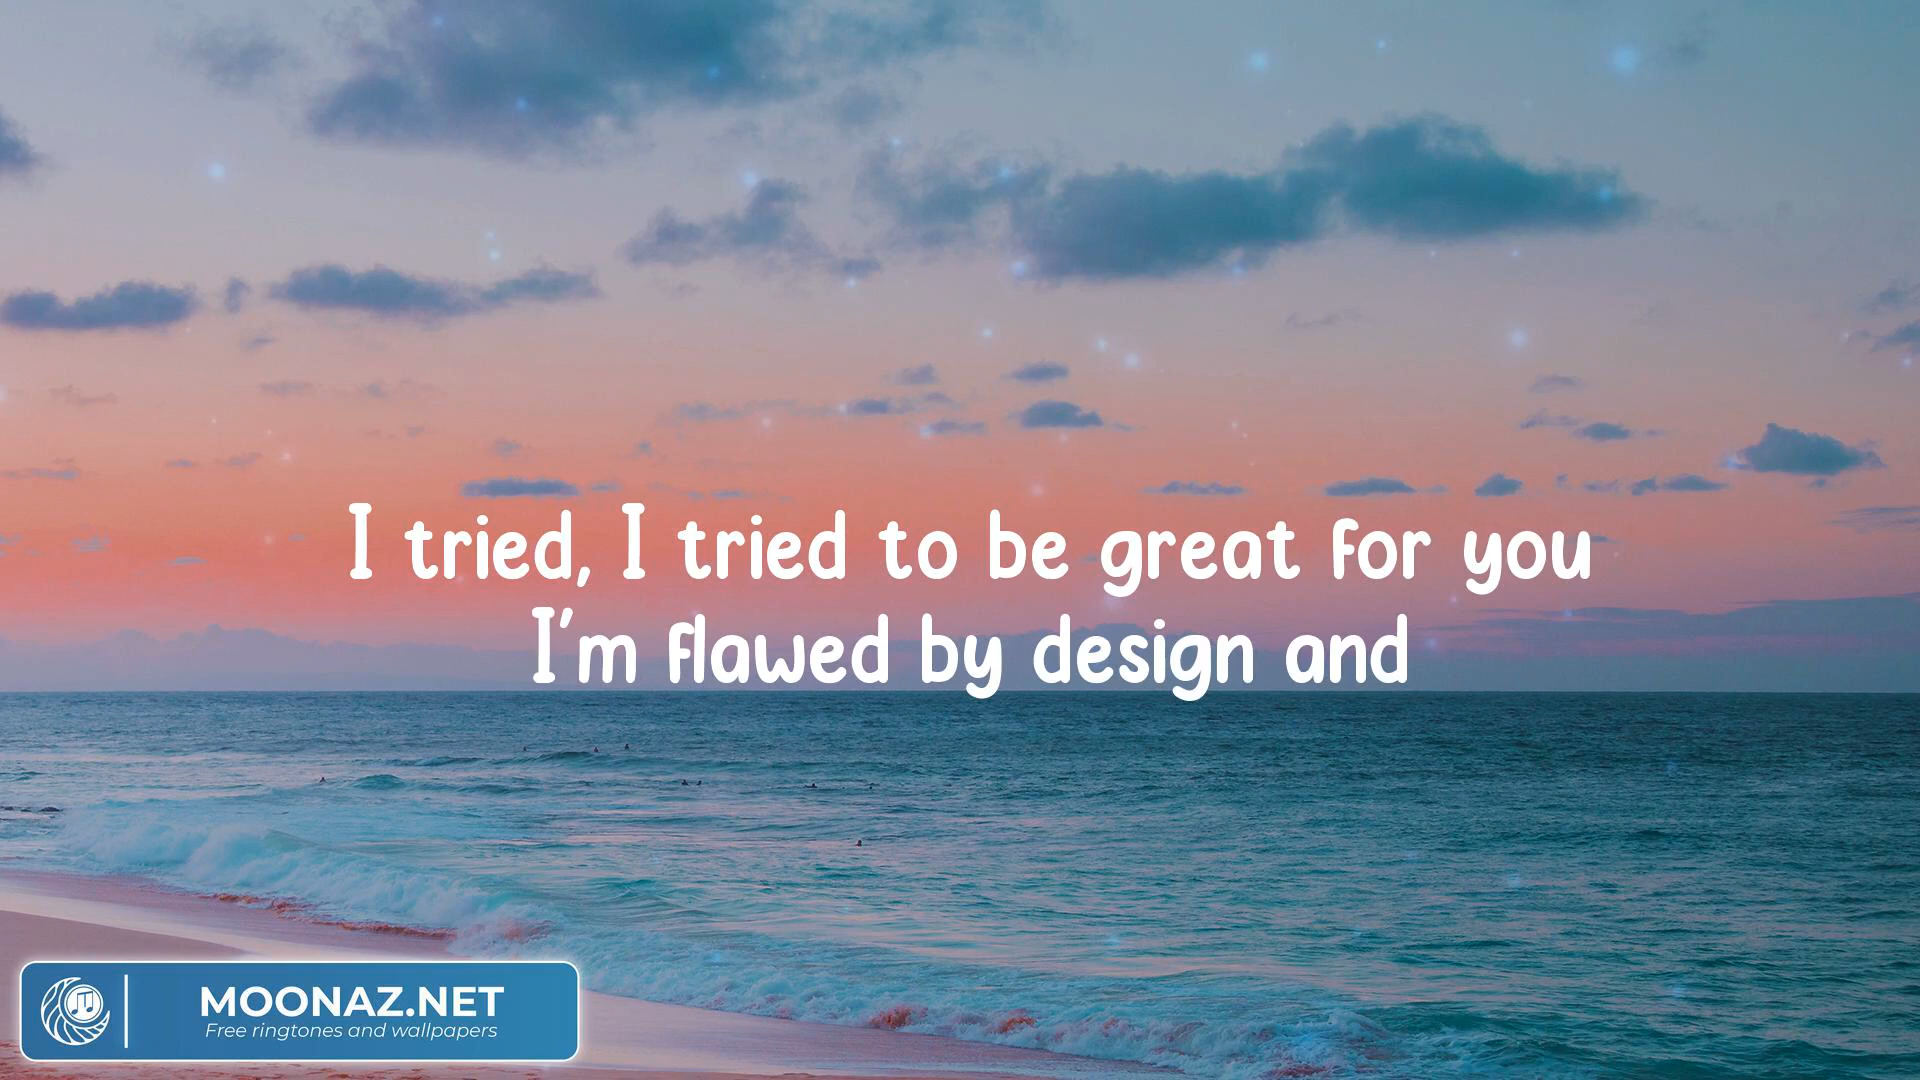 I tried, I tried to be great for you
I'm flawed by design and
MOONAZ.NET
Free ringtones and wallpapers